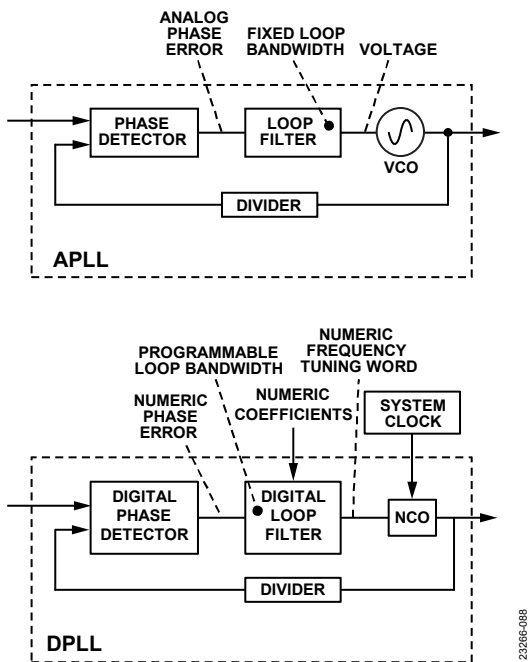 ANALOG
PHASE
ERROR
FIXED LOOP
BANDWIDTH
VOLTAGE
PHASE
DETECTOR
LOOP
FILTER
VCO
DIVIDER
APLL
PROGRAMMABLE
LOOP BANDWIDTH
NUMERIC
PHASE
ERROR
NUMERIC
COEFFICIENTS
NUMERIC
FREQUENCY
TUNING WORD
SYSTEM
CLOCK
DIGITAL
PHASE
DETECTOR
DIGITAL
LOOP
FILTER
NCO
DIVIDER
DPLL
23266-088